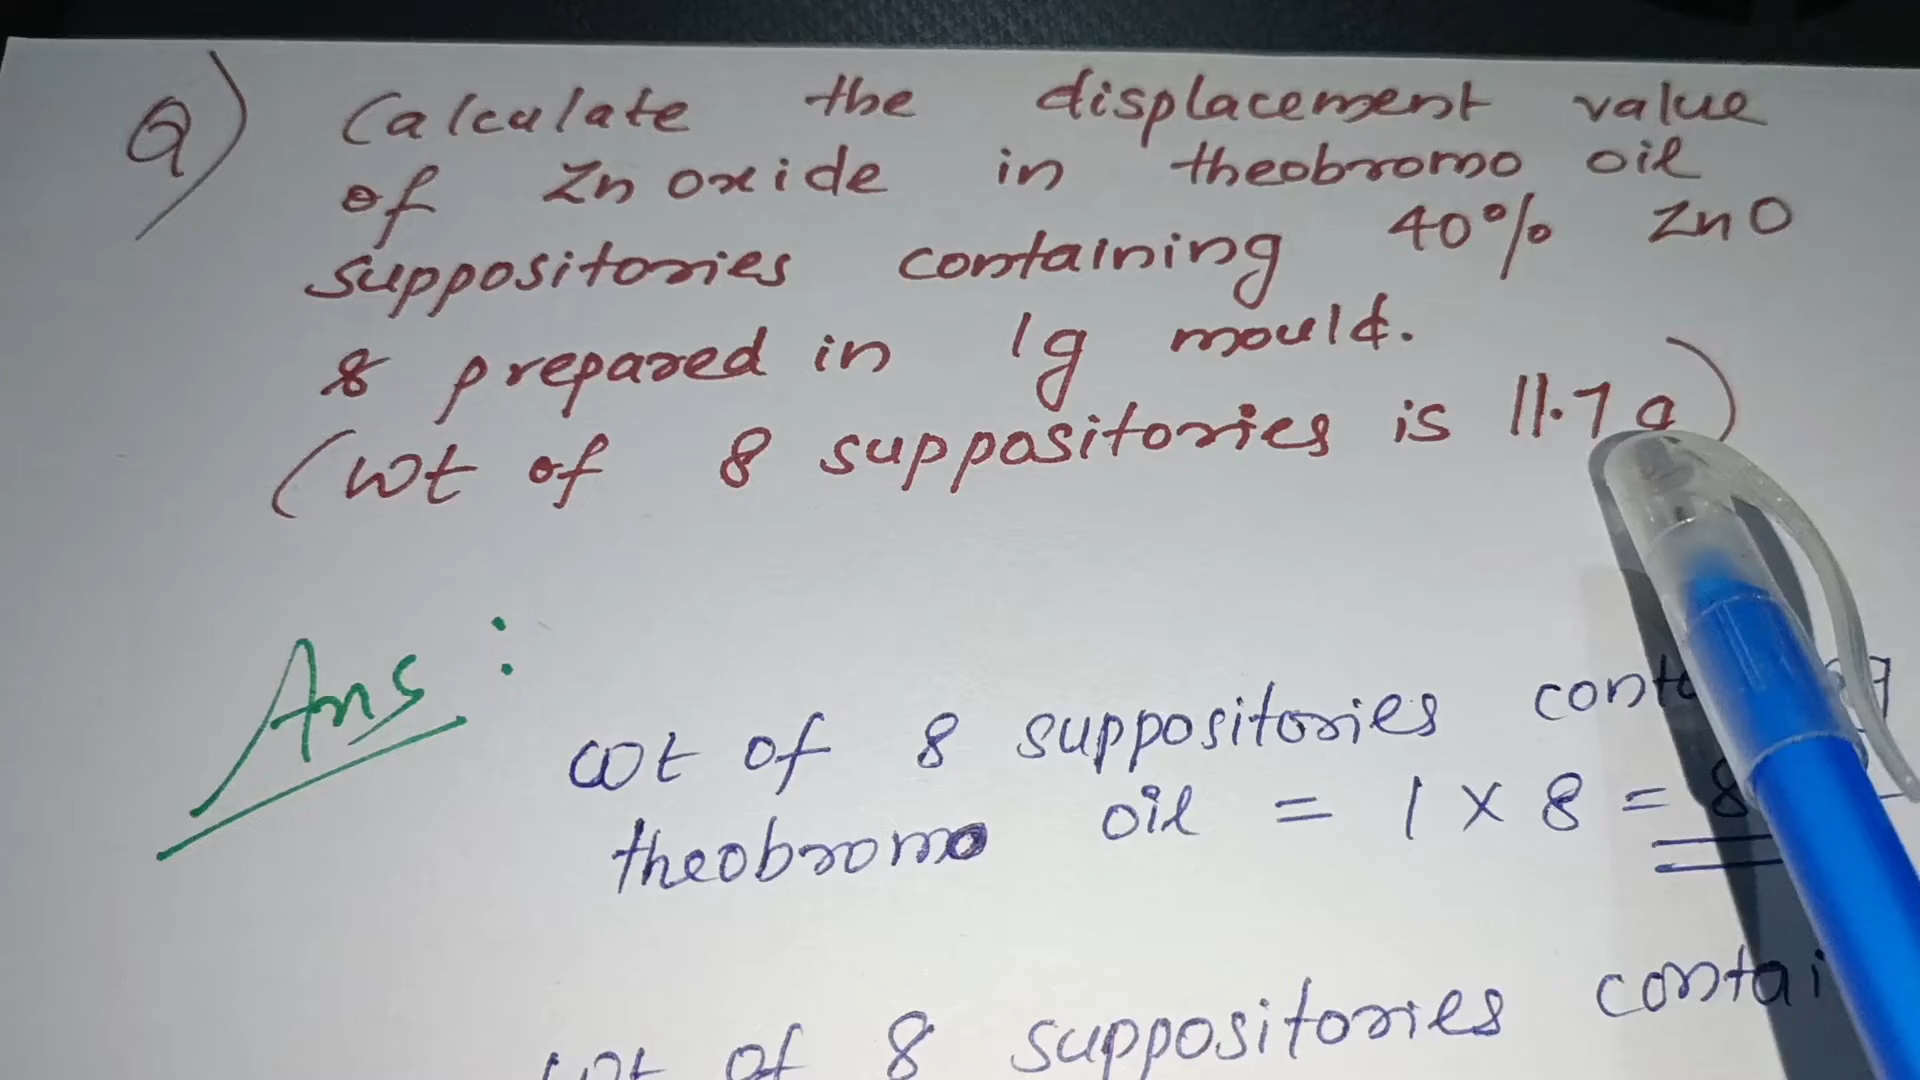 Q) Calculate the displacement value
of Zn oxide in theobromo oil
suppositories containing 40% ZnO
& prepared in 1g mould.
(wt of 8 suppositories is 11.7 g)
Ans:
wt of 8 suppositories
theobromo oil = 1 x 8 = 8
wt of 8 suppositories